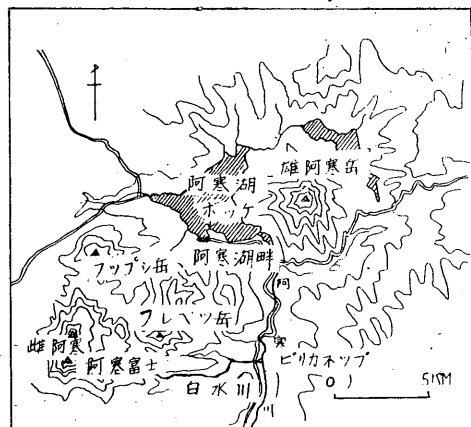 雄阿寒岳
阿寒湖
ボッケ
阿寒湖畔
フップシ岳
阿
フレベツ岳
寒
雌阿寒
ピリカネップ
阿寒富士
白水川
川
0 5KM